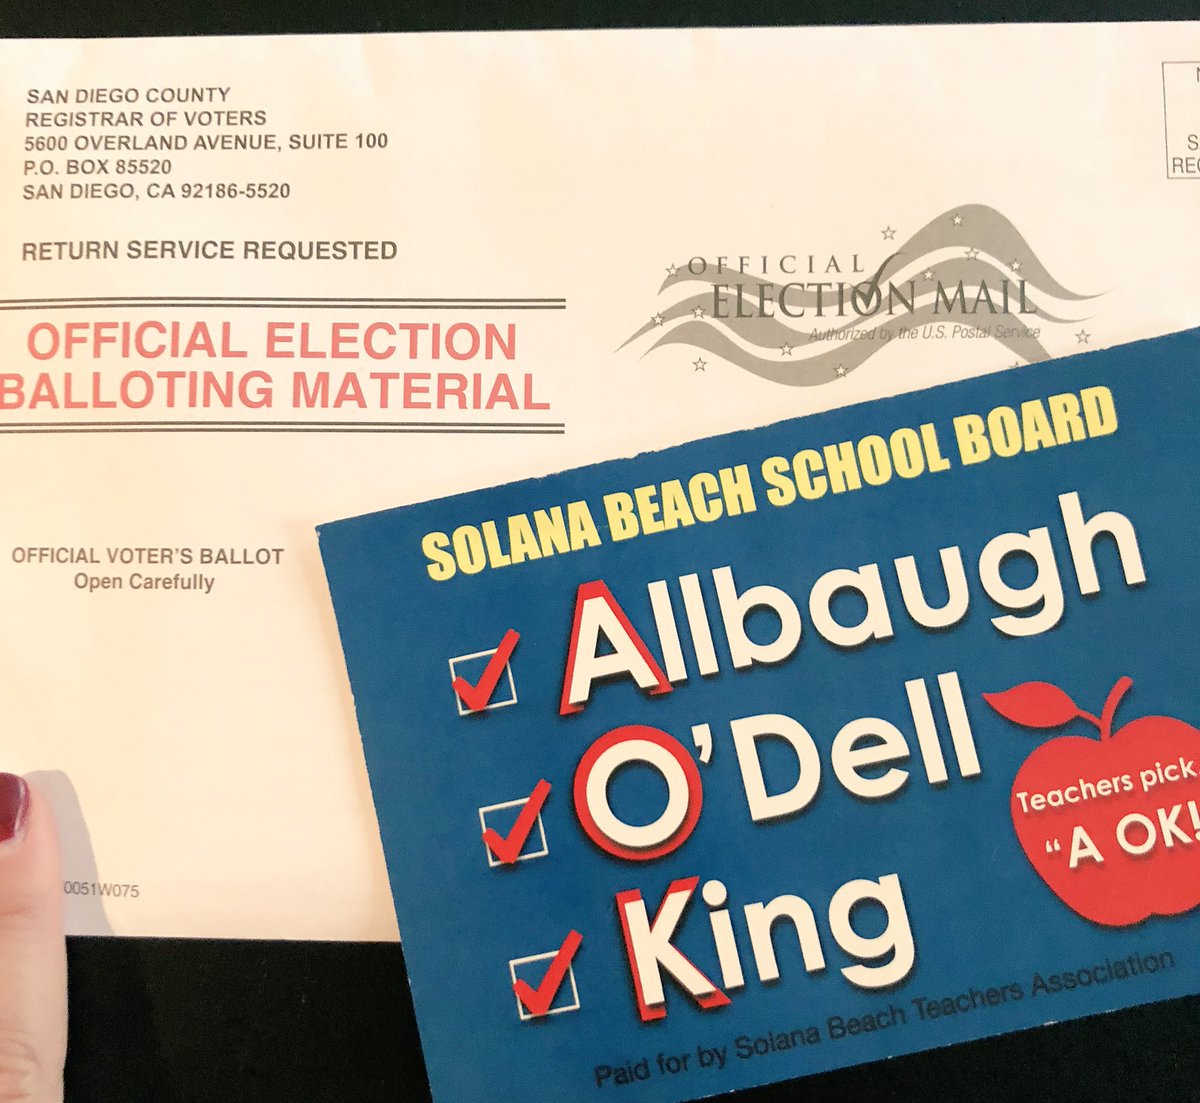 SAN DIEGO COUNTY
REGISTRAR OF VOTERS
5600 OVERLAND AVENUE, SUITE 100
P.O. BOX 85520
SAN DIEGO, CA 92186-5520
RETURN SERVICE REQUESTED
OFFICIAL ELECTION
BALLOTING MATERIAL
OFFICIAL
ELECTION MAIL
Authorized by the U.S. Postal Service
OFFICIAL VOTER'S BALLOT
Open Carefully
0051W075
SOLANA BEACH SCHOOL BOARD
Allbaugh
O'Dell
King
Teachers pick
"A OK!
Paid for by Solana Beach Teachers Association